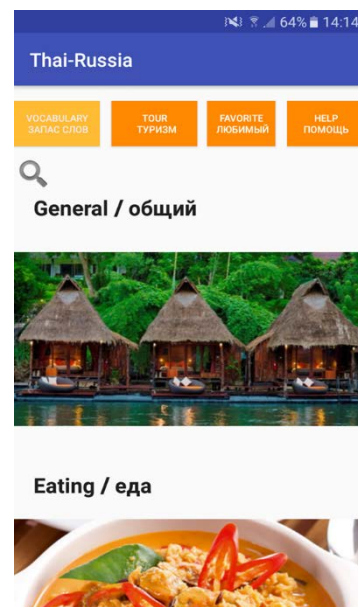 64% 14:14
Thai-Russia
VOCABULARY
ЗАПАС СЛОВ
TOUR
ТУРИЗМ
FAVORITE
ЛЮБИМЫЙ
HELP
ПОМОЩЬ
General / общий
Eating / еда